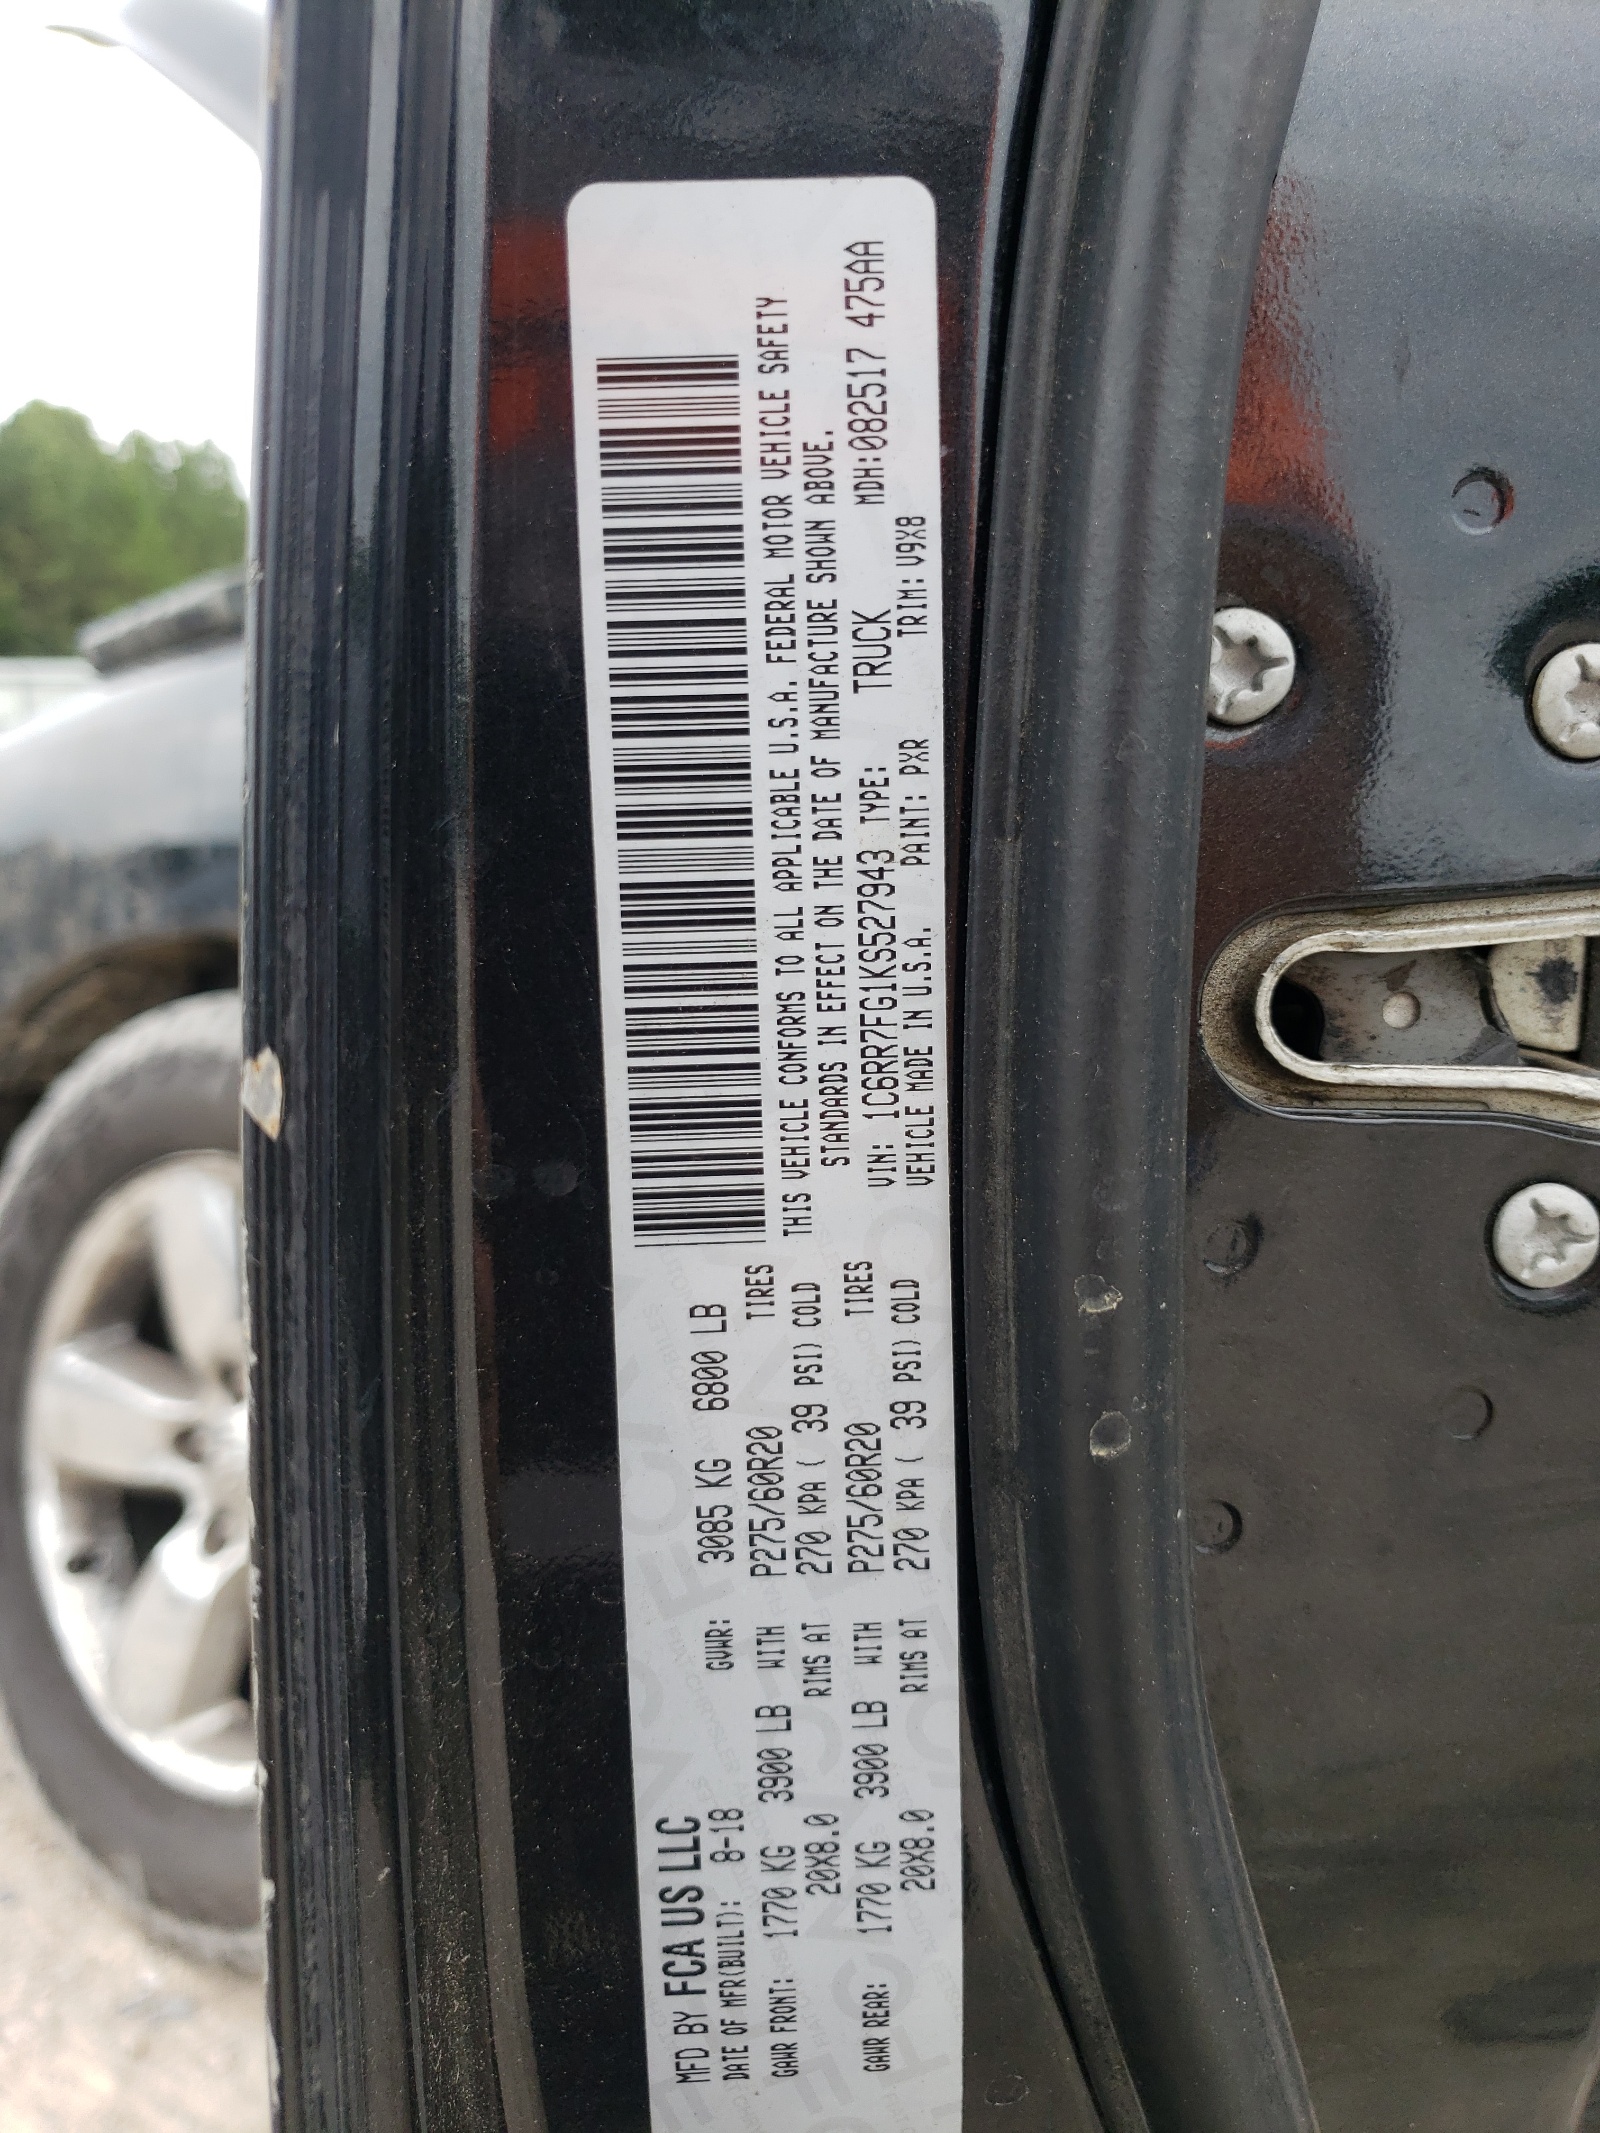 MFD BY FCA US LLC
DATE OF MFR(BUILT): 8-18 GVWR: 3085 KG 6800 LB
GAWR FRONT: 1770 KG 3900 LB WITH P275/60R20 TIRES
20X8.0 RIMS AT 270 KPA ( 39 PSI) COLD
GAWR REAR: 1770 KG 3900 LB WITH P275/60R20 TIRES
20X8.0 RIMS AT 270 KPA ( 39 PSI) COLD
THIS VEHICLE CONFORMS TO ALL APPLICABLE U.S.A. FEDERAL MOTOR VEHICLE SAFETY
STANDARDS IN EFFECT ON THE DATE OF MANUFACTURE SHOWN ABOVE.
VIN: 1C6RR7FG1KS527943 TYPE: TRUCK MDH:082517 475AA
VEHICLE MADE IN U.S.A. PAINT: PXR TRIM: V9X8